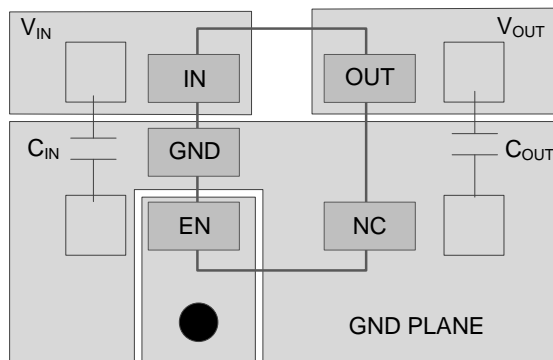 V_IN
V_OUT
IN
OUT
C_IN
GND
C_OUT
EN
NC
GND PLANE